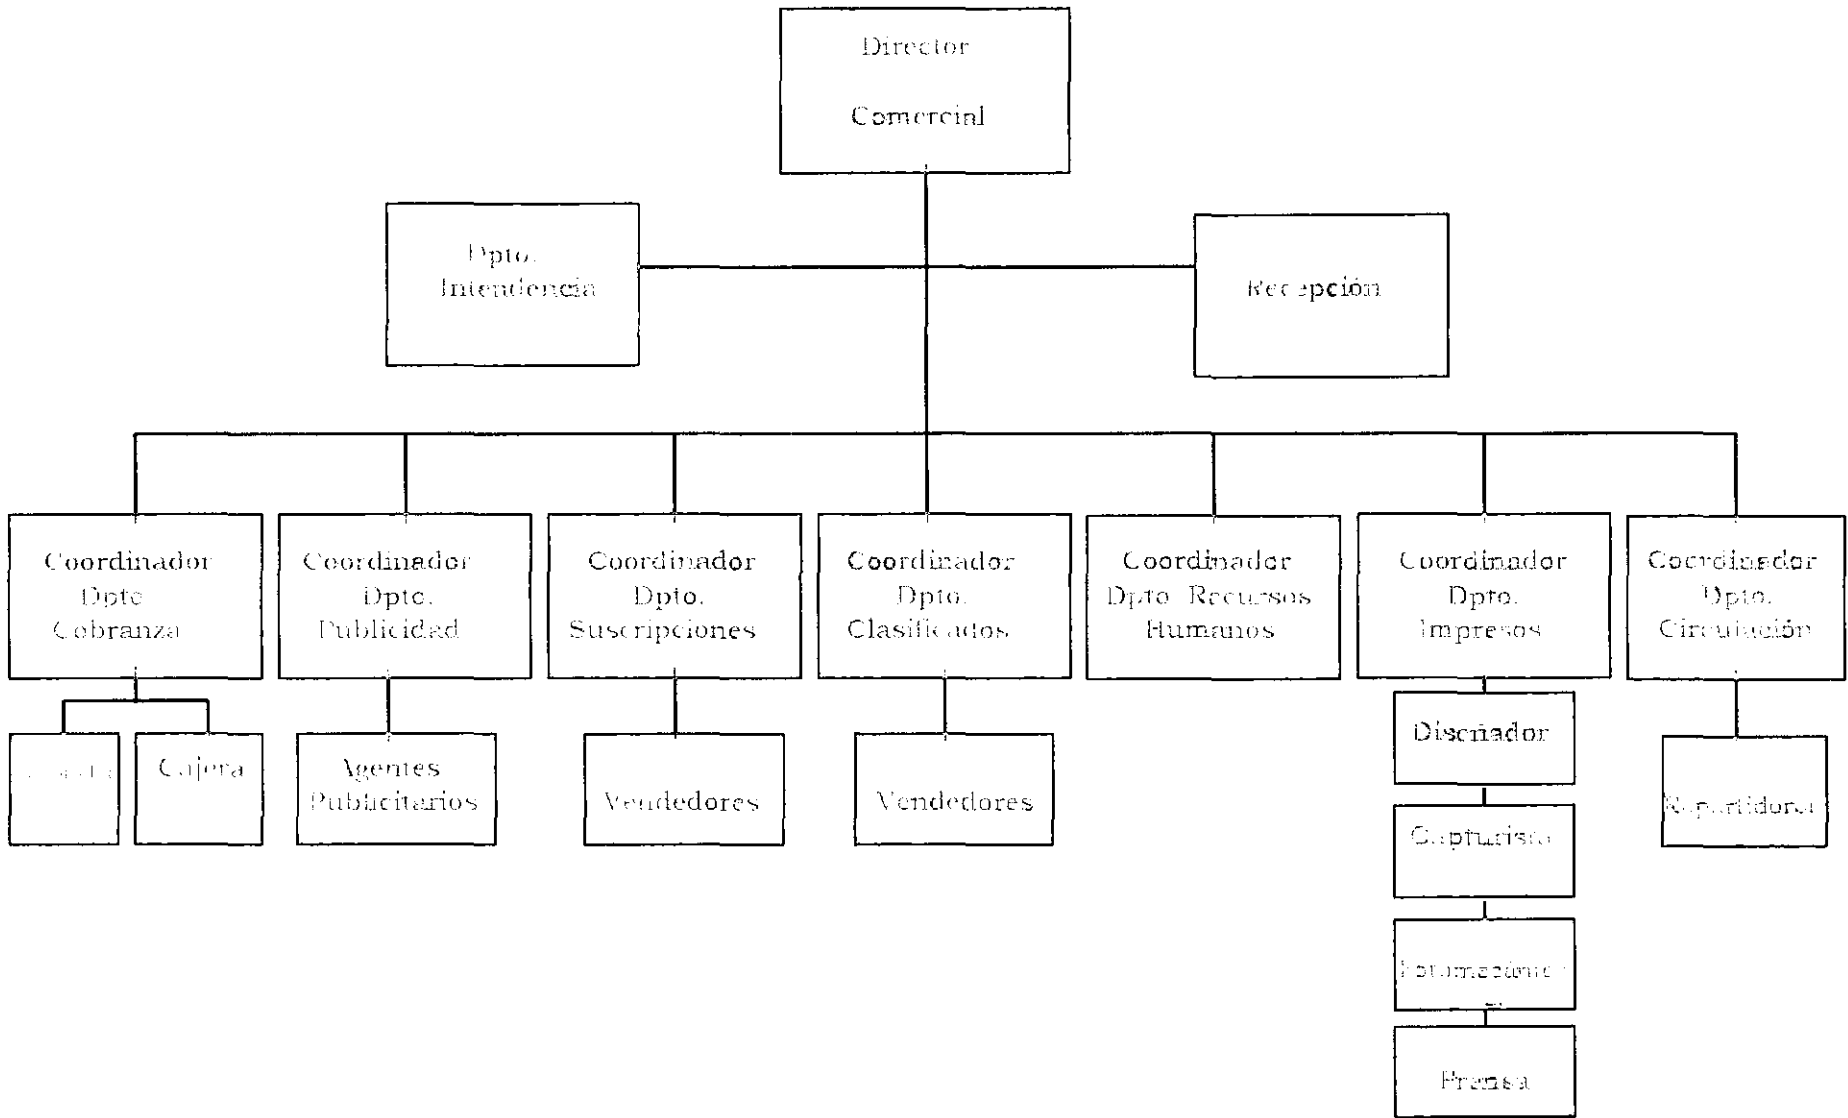 Director
Comercial
Dpto.
Intendencia
Recepción
Coordinador
Dpto
Cobranza
Coordinador
Dpto.
Publicidad
Coordinador
Dpto.
Suscripciones
Coordinador
Dpto.
Clasificados
Coordinador
Dpto Recursos
Humanos
Coordinador
Dpto.
Impresos
Coordinador
Dpto.
Circulación
Cajera
Agentes
Publicitarios
Vendedores
Vendedores
Diseñador
Capturista
Prensa